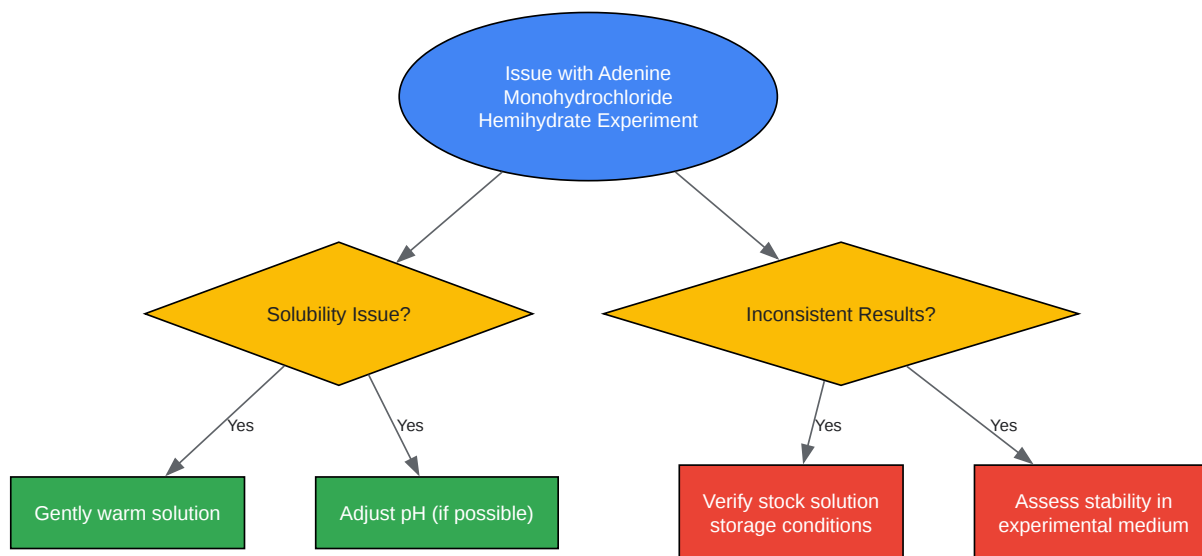 Issue with Adenine
Monohydrochloride
Hemihydrate Experiment
Solubility Issue?
Inconsistent Results?
Yes
Yes
Yes
Yes
Gently warm solution
Adjust pH (if possible)
Verify stock solution
storage conditions
Assess stability in
experimental medium